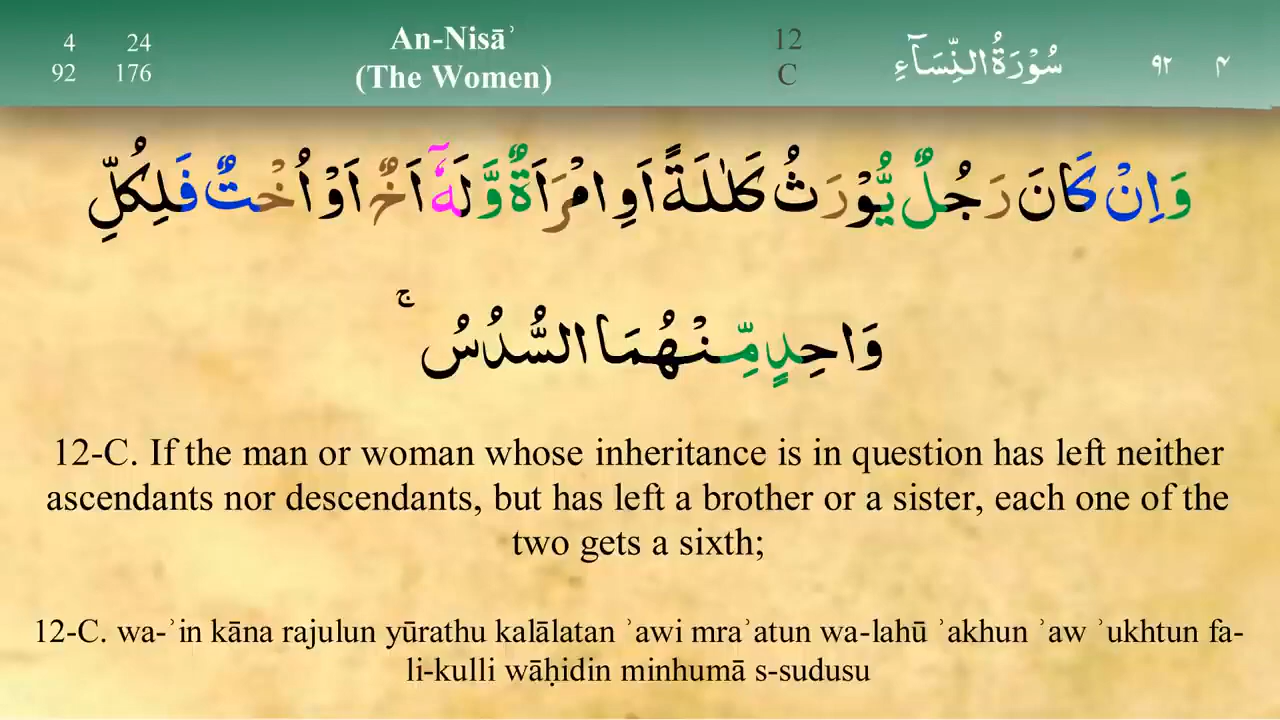 4 24 An-Nisāʾ 12 سُوْرَةُ النِّسَآءِ ٩٢ ۴
92 176 (The Women) C
وَاِنْ كَانَ رَجُلٌ يُّوْرَثُ كَلٰلَةً اَوِ امْرَاَةٌ وَّلَهٗۤ اَخٌ اَوْ اُخْتٌ فَلِكُلِّ
وَاحِدٍ مِّنْهُمَا السُّدُسُ ۚ
12-C. If the man or woman whose inheritance is in question has left neither
ascendants nor descendants, but has left a brother or a sister, each one of the
two gets a sixth;
12-C. wa-ʾin kāna rajulun yūrathu kalālatan ʾawi mraʾatun wa-lahū ʾakhun ʾaw ʾukhtun fa-
li-kulli wāḥidin minhumā s-sudusu